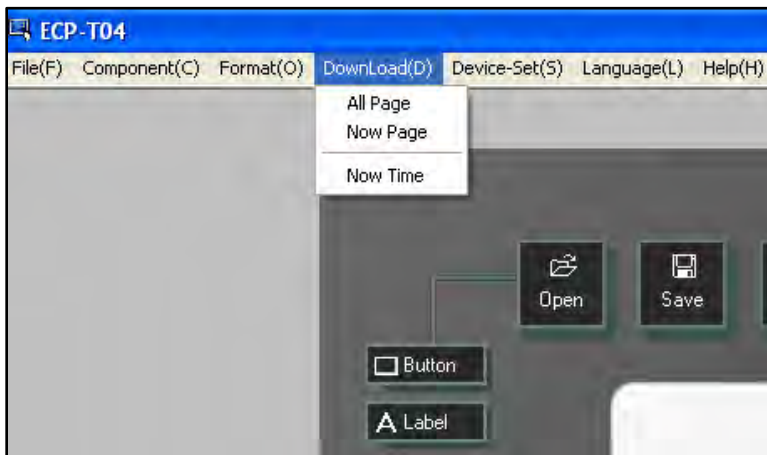 ECP-T04
File(F) Component(C) Format(O) DownLoad(D) Device-Set(S) Language(L) Help(H)
All Page
Now Page
Now Time
Open Save
Button
Label